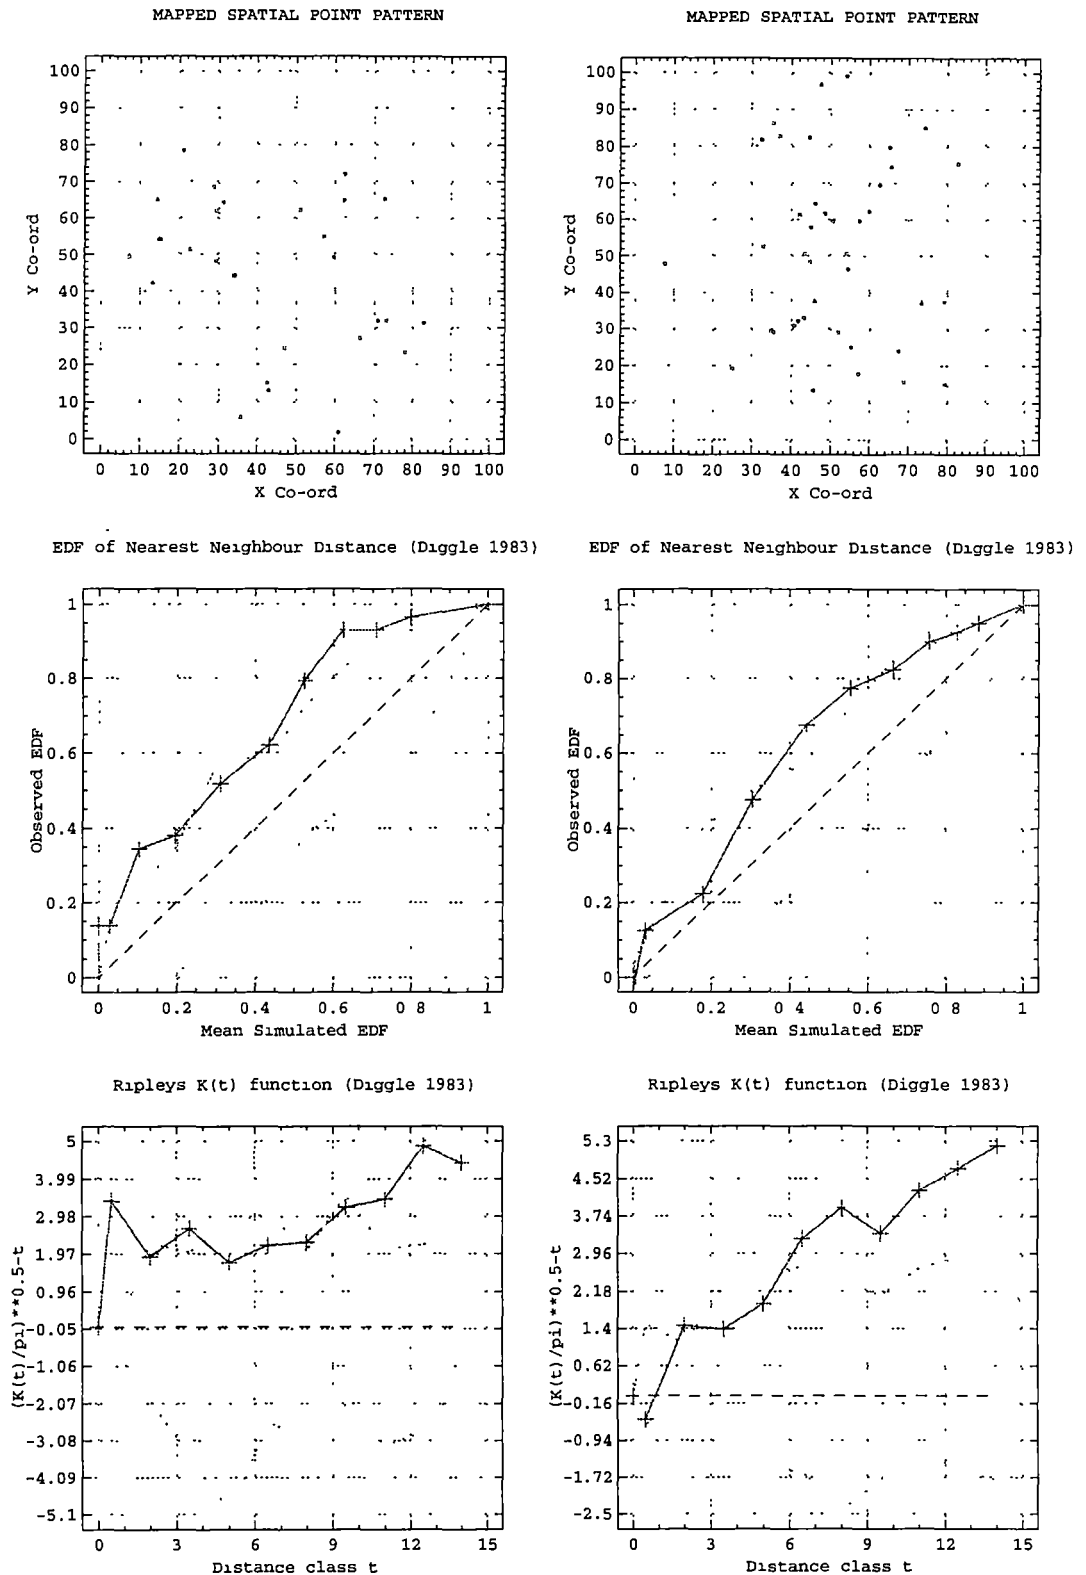 MAPPED SPATIAL POINT PATTERN
100
90
80
70
60
50
40
30
20
10
0
Y Co-ord
0 10 20 30 40 50 60 70 80 90 100
X Co-ord
MAPPED SPATIAL POINT PATTERN
100
90
80
70
60
50
40
30
20
10
0
Y Co-ord
0 10 20 30 40 50 60 70 80 90 100
X Co-ord
EDF of Nearest Neighbour Distance (Diggle 1983)
1
0.8
0.6
0.4
0.2
0
Observed EDF
0 0.2 0.4 0.6 0.8 1
Mean Simulated EDF
EDF of Nearest Neighbour Distance (Diggle 1983)
1
0.8
0.6
0.4
0.2
0
Observed EDF
0 0.2 0 4 0.6 0 8 1
Mean Simulated EDF
Ripleys K(t) function (Diggle 1983)
5
3.99
2.98
1.97
0.96
-0.05
-1.06
-2.07
-3.08
-4.09
-5.1
(K(t)/pi)**0.5-t
0 3 6 9 12 15
Distance class t
Ripleys K(t) function (Diggle 1983)
5.3
4.52
3.74
2.96
2.18
1.4
0.62
-0.16
-0.94
-1.72
-2.5
(K(t)/pi)**0.5-t
0 3 6 9 12 15
Distance class t